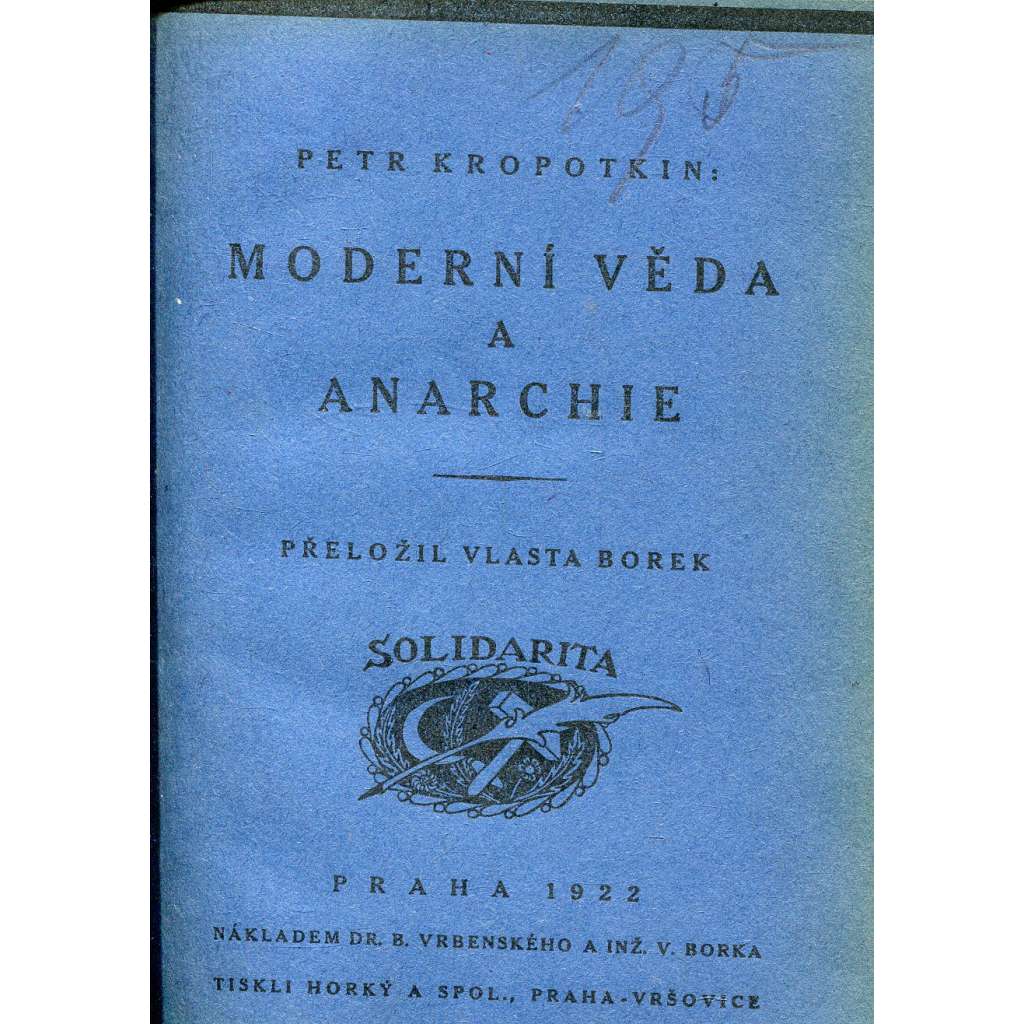 PETR KROPOTKIN:
MODERNÍ VĚDA
A
ANARCHIE
PŘELOŽIL VLASTA BOREK
SOLIDARITA
PRAHA 1922
NÁKLADEM DR. B. VRBENSKÉHO A INŽ. V. BORKA
TISKLI HORKÝ A SPOL., PRAHA-VRŠOVICE